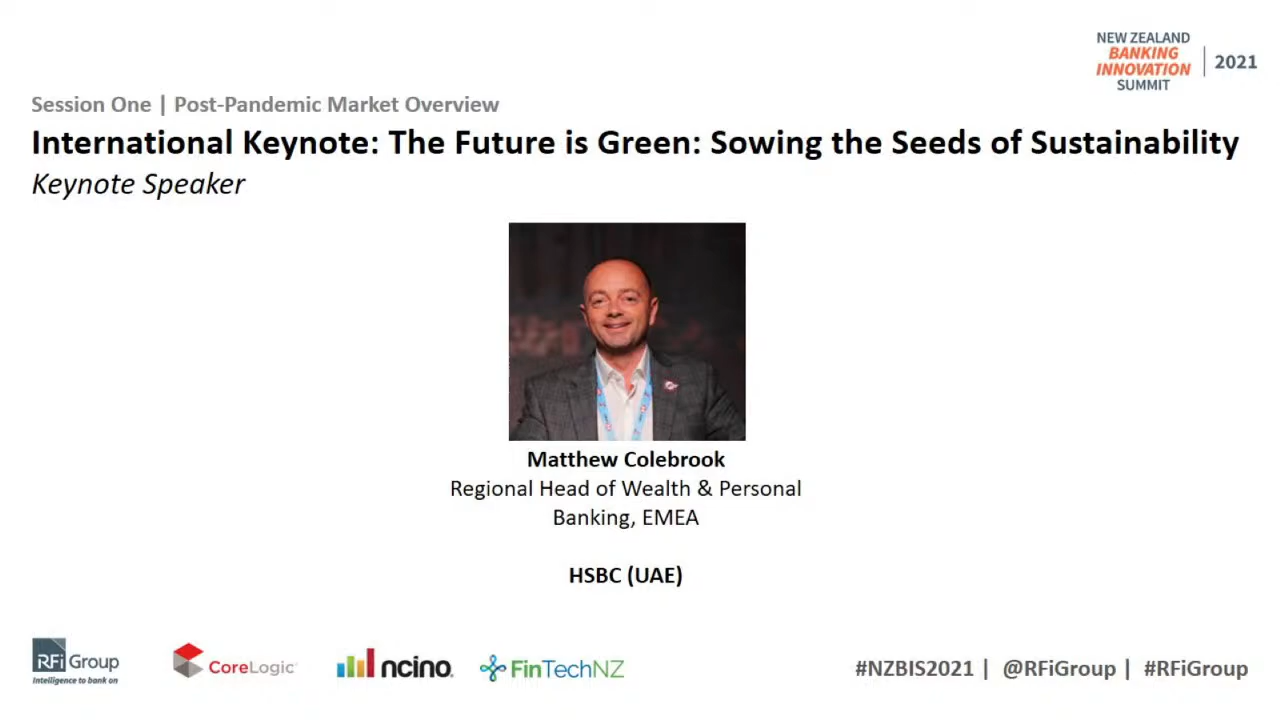 NEW ZEALAND
BANKING
INNOVATION
SUMMIT
2021
Session One | Post-Pandemic Market Overview
International Keynote: The Future is Green: Sowing the Seeds of Sustainability
Keynote Speaker
Matthew Colebrook
Regional Head of Wealth & Personal
Banking, EMEA
HSBC (UAE)
RFi Group
Intelligence to bank on
CoreLogic
ncino.
FinTechNZ
#NZBIS2021 | @RFiGroup | #RFiGroup